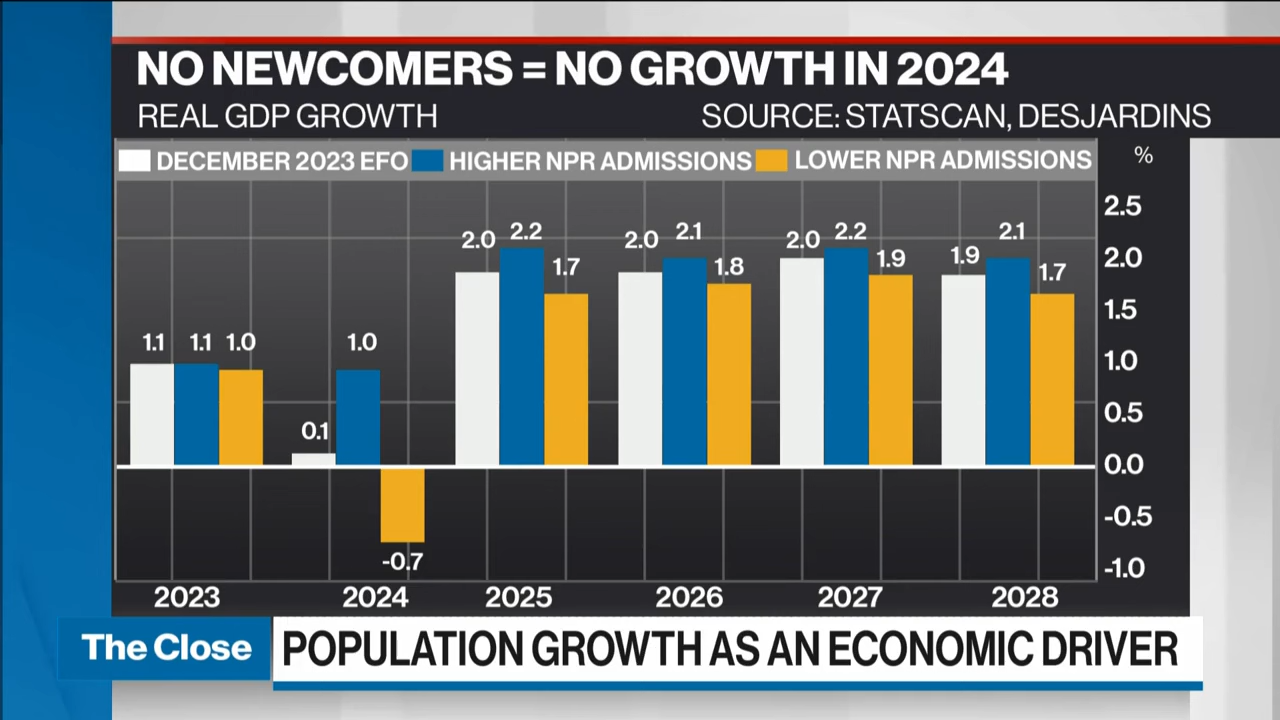 NO NEWCOMERS = NO GROWTH IN 2024
REAL GDP GROWTH SOURCE: STATSCAN, DESJARDINS
DECEMBER 2023 EFO HIGHER NPR ADMISSIONS LOWER NPR ADMISSIONS %
2.5
2.0 2.2 2.0 2.1 2.0 2.2 1.9 1.9 2.1
1.7 1.8 1.7 2.0
1.5
1.1 1.1 1.0 1.0 1.0
0.1 0.5
0.0
-0.5
-0.7 -1.0
2023 2024 2025 2026 2027 2028
The Close POPULATION GROWTH AS AN ECONOMIC DRIVER